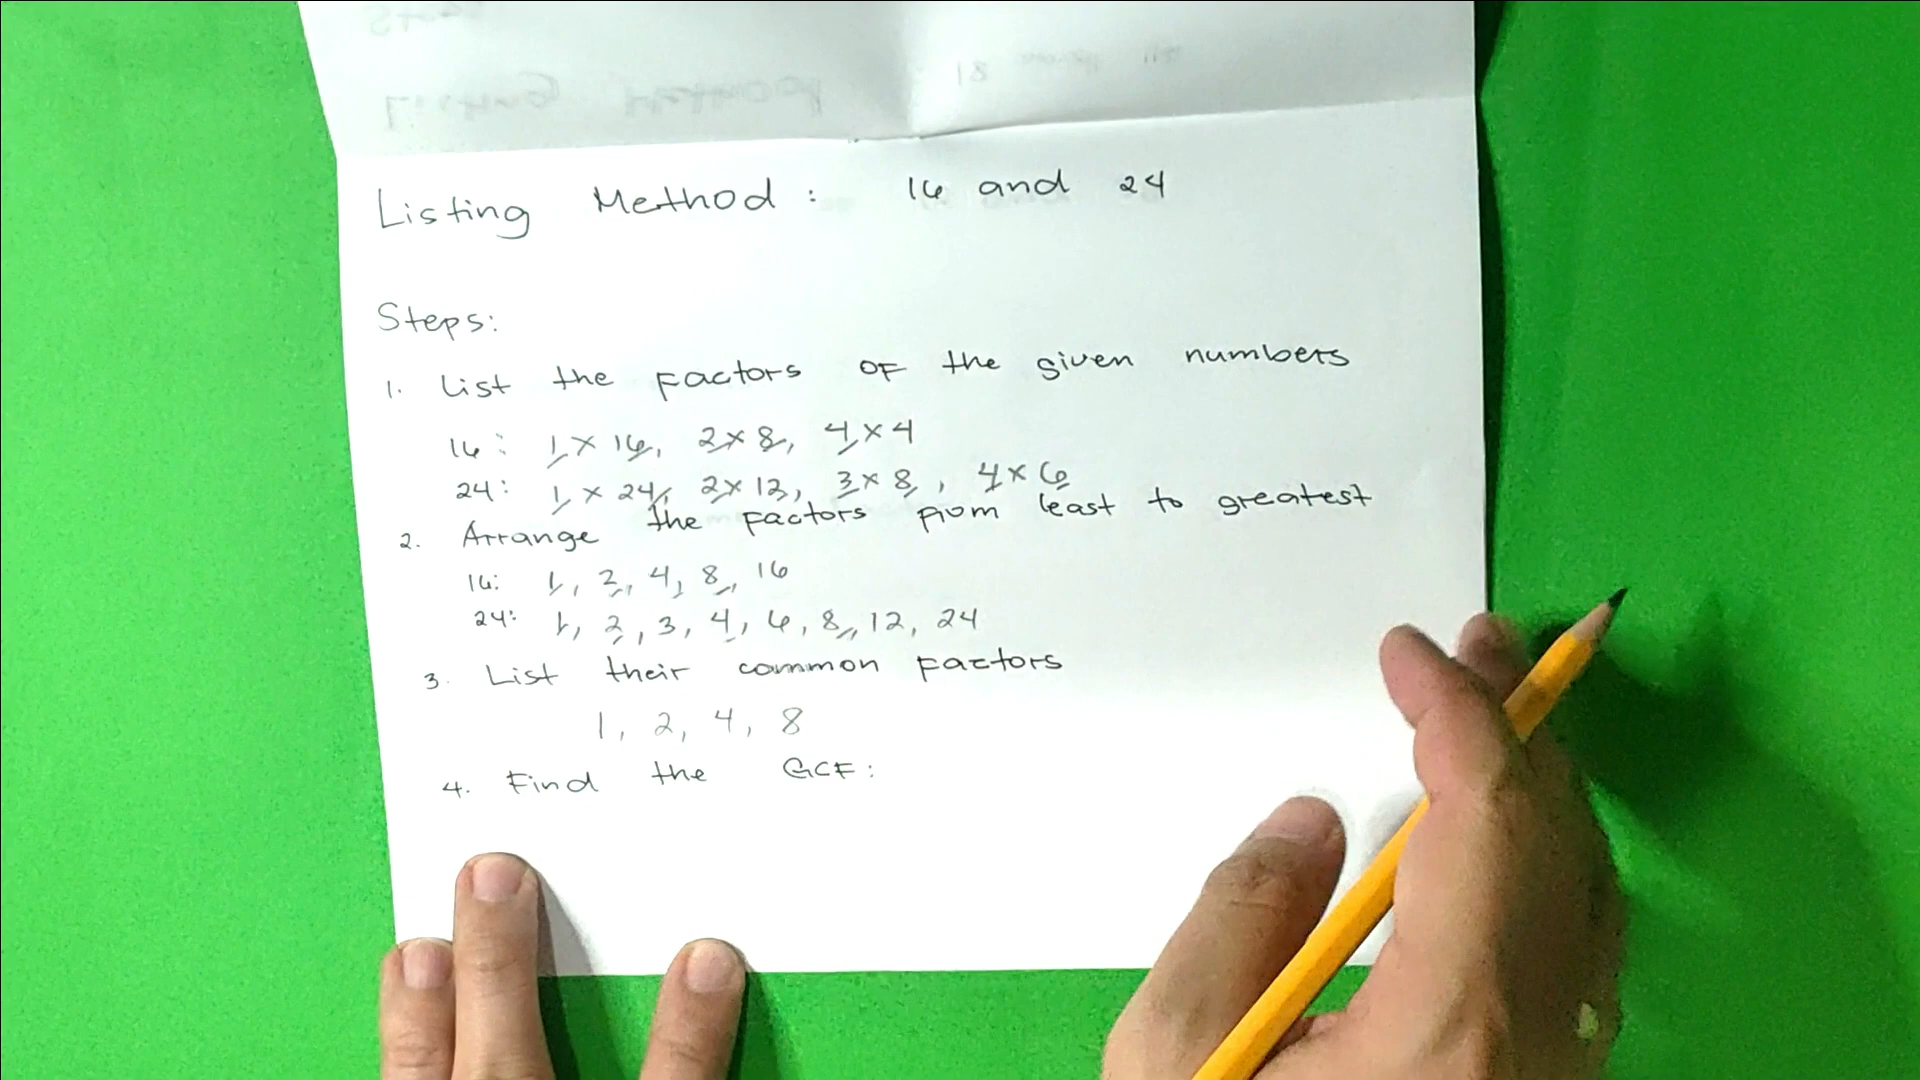 Listing Method : 16 and 24
Steps:
1. List the Factors OF the given numbers
16 : 1 x 16, 2 x 8, 4 x 4
24: 1 x 24, 2 x 12, 3 x 8, 4 x 6
2. Arrange the Factors From least to greatest
16: 1, 2, 4, 8, 16
24: 1, 2, 3, 4, 6, 8, 12, 24
3. List their common Factors
1, 2, 4, 8
4. Find the GCF: